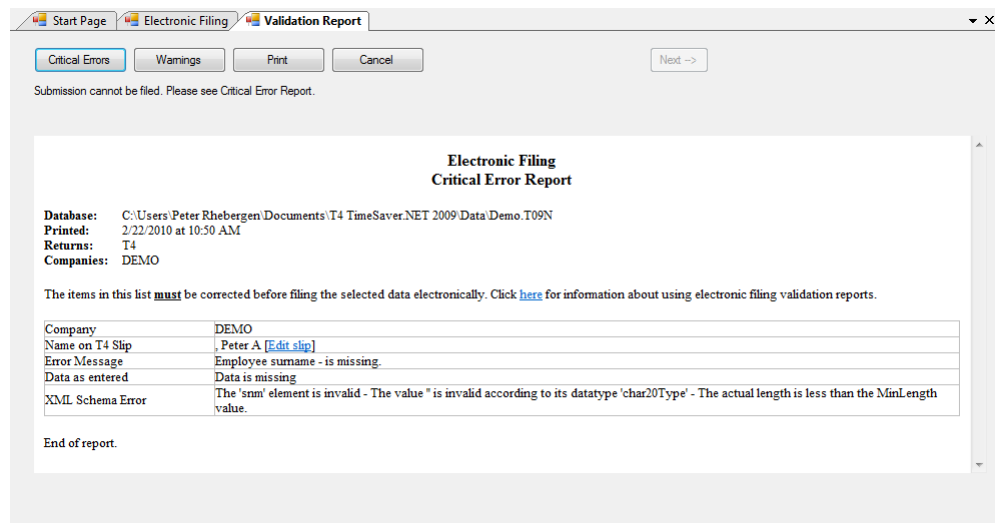 Start Page Electronic Filing Validation Report
Critical Errors Warnings Print Cancel Next -->
Submission cannot be filed. Please see Critical Error Report.
Electronic Filing
Critical Error Report
Database: C:\Users\Peter Rhebergen\Documents\T4 TimeSaver.NET 2009\Data\Demo.T09N
Printed: 2/22/2010 at 10:50 AM
Returns: T4
Companies: DEMO
The items in this list must be corrected before filing the selected data electronically. Click here for information about using electronic filing validation reports.
Company DEMO
Name on T4 Slip , Peter A [Edit slip]
Error Message Employee surname - is missing.
Data as entered Data is missing
XML Schema Error The 'snm' element is invalid - The value '' is invalid according to its datatype 'char20Type' - The actual length is less than the MinLength
value.
End of report.